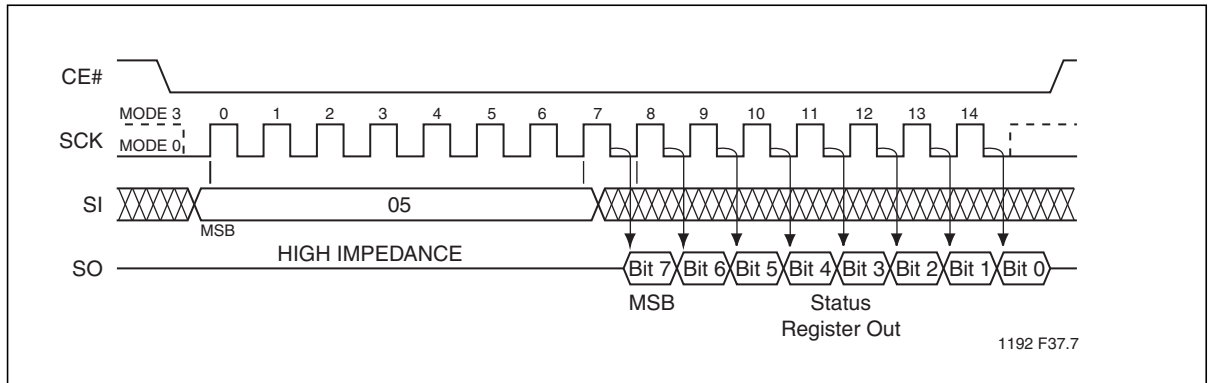 CE#
MODE 3 0 1 2 3 4 5 6 7 8 9 10 11 12 13 14
SCK
MODE 0
SI 05
MSB
HIGH IMPEDANCE
SO Bit 7 Bit 6 Bit 5 Bit 4 Bit 3 Bit 2 Bit 1 Bit 0
MSB Status
Register Out
1192 F37.7